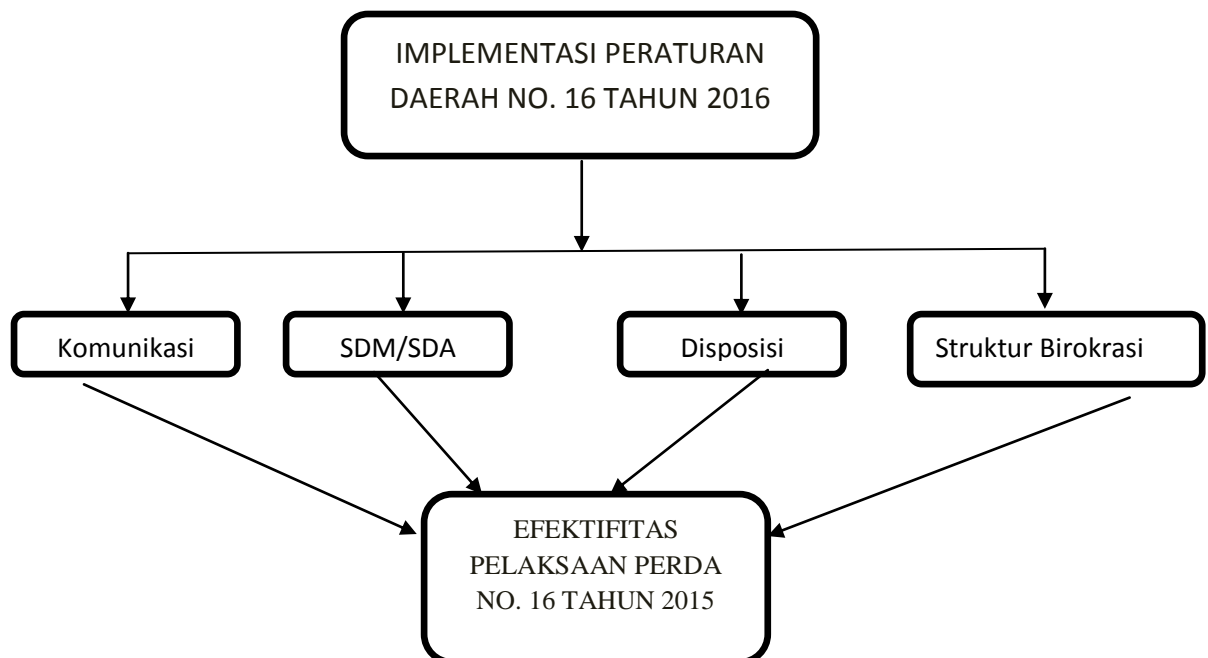 IMPLEMENTASI PERATURAN
DAERAH NO. 16 TAHUN 2016
Komunikasi
SDM/SDA
Disposisi
Struktur Birokrasi
EFEKTIFITAS
PELAKSAAN PERDA
NO. 16 TAHUN 2015